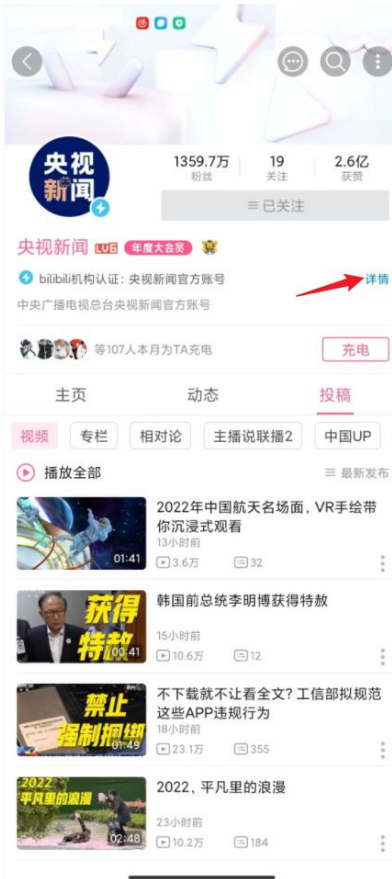 央视
新闻
1359.7万
19
2.6亿
粉丝
关注
获赞
已关注
央视新闻 LV6 年度大会员
bilibili机构认证：央视新闻官方账号
详情
中央广播电视总台央视新闻官方账号
等107人本月为TA充电
充电
主页
动态
投稿
视频
专栏
相对论
主播说联播2
中国UP
播放全部
最新发布
01:41
2022年中国航天名场面，VR手绘带
你沉浸式观看
13小时前
3.6万
32
获得
特赦
00:41
韩国前总统李明博获得特赦
15小时前
10.6万
12
禁止
强制捆绑
01:49
不下载就不让看全文？工信部拟规范
这些APP违规行为
18小时前
23.1万
355
2022
平凡里的浪漫
02:48
2022，平凡里的浪漫
23小时前
10.2万
184